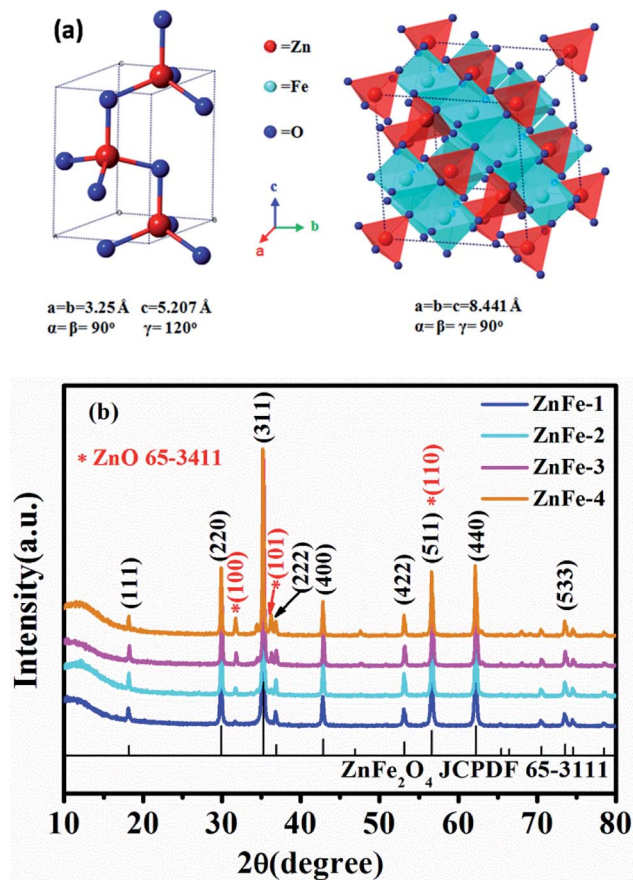 (a)
=Zn
=Fe
=O
c
b
a
a=b=3.25 Å c=5.207 Å
α= β= 90° γ= 120°
a=b=c=8.441 Å
α= β= γ= 90°
(b)
ZnFe-1
ZnFe-2
ZnFe-3
ZnFe-4
* ZnO 65-3411
(111)
(220)
*(100)
(311)
*(101)
(222)
(400)
(422)
(511)
*(110)
(440)
(533)
Intensity(a.u.)
ZnFe₂O₄ JCPDF 65-3111
10 20 30 40 50 60 70 80
2θ(degree)